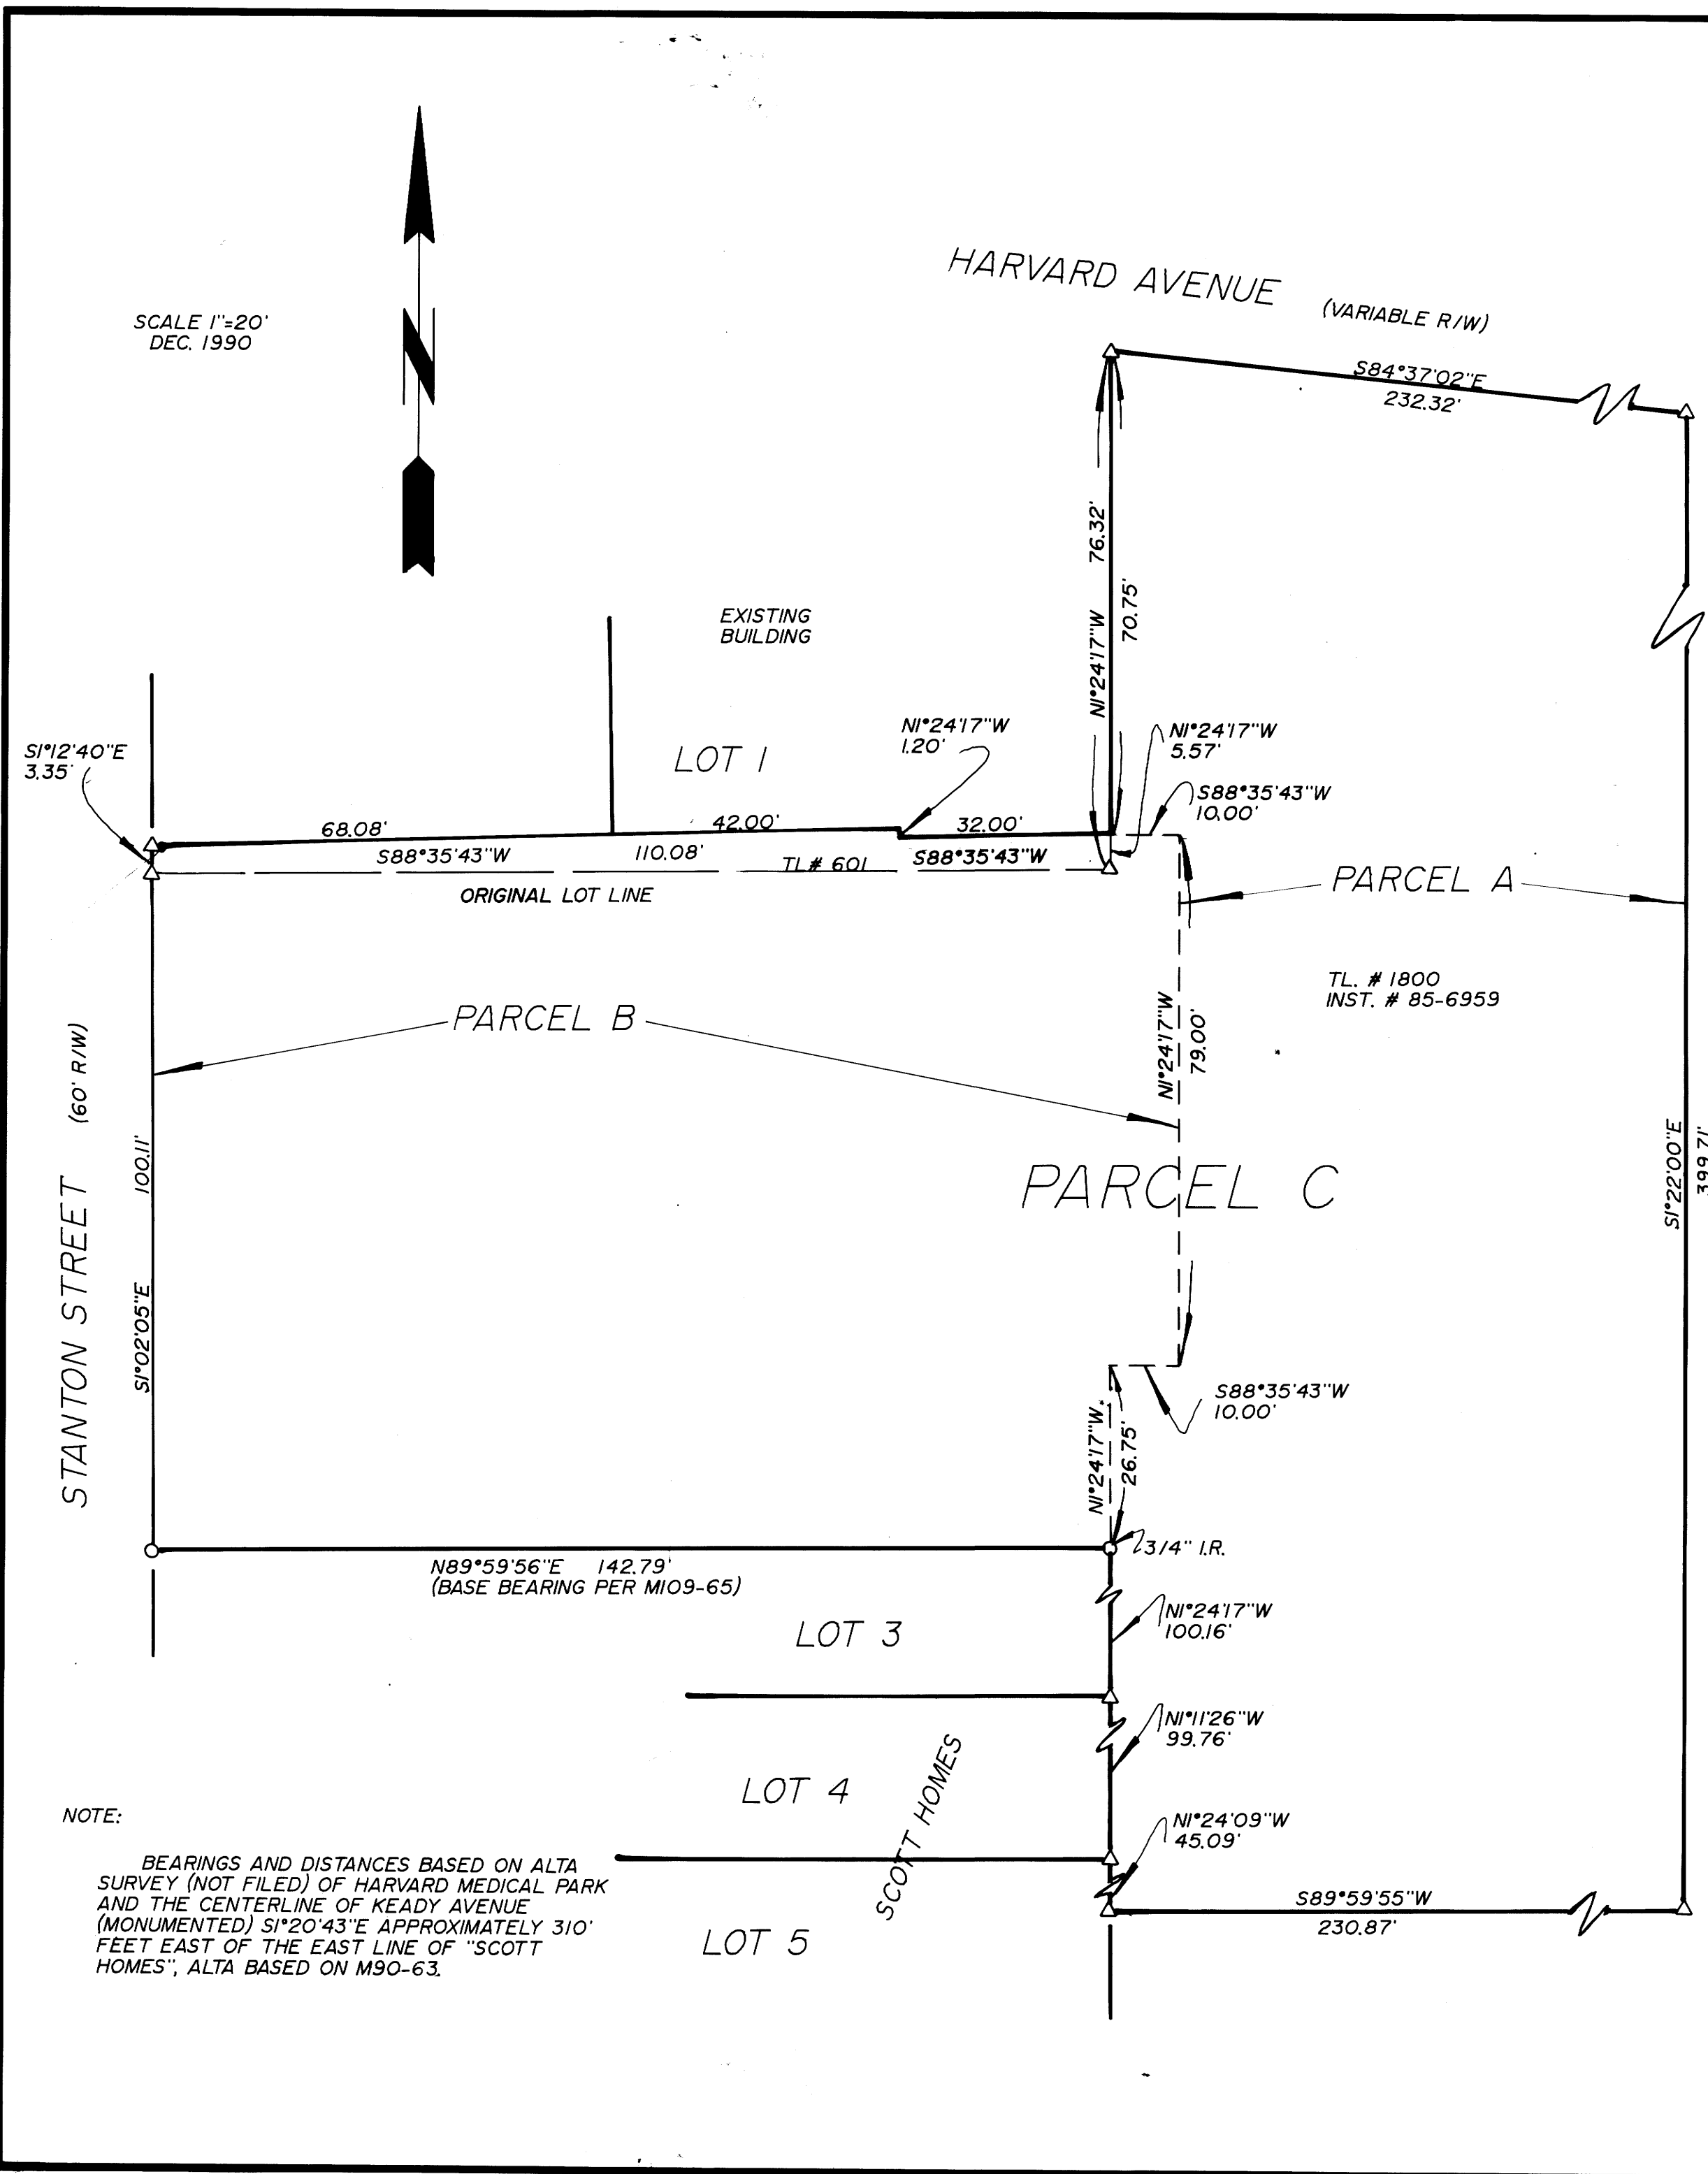 HARVARD AVENUE (VARIABLE R/W)
SCALE 1"=20'
DEC. 1990
S84°37'02"E
232.32'
N1°24'17"W 76.32'
70.75'
EXISTING
BUILDING
N1°24'17"W
1.20'
N1°24'17"W
5.57'
S1°12'40"E
3.35'
LOT 1
S88°35'43"W
10.00'
68.08'
42.00'
32.00'
S88°35'43"W
110.08'
TL# 601
S88°35'43"W
ORIGINAL LOT LINE
PARCEL A
TL. # 1800
INST. # 85-6959
PARCEL B
N1°24'17"W
79.00'
STANTON STREET (60' R/W)
S1°02'05"E 100.11'
PARCEL C
S1°22'00"E
399.71'
S88°35'43"W
10.00'
N1°24'17"W
26.75'
3/4" I.R.
N89°59'56"E 142.79'
(BASE BEARING PER M109-65)
N1°24'17"W
100.16'
LOT 3
N1°11'26"W
99.76'
LOT 4
SCOTT HOMES
N1°24'09"W
45.09'
S89°59'55"W
230.87'
LOT 5
NOTE:
BEARINGS AND DISTANCES BASED ON ALTA
SURVEY (NOT FILED) OF HARVARD MEDICAL PARK
AND THE CENTERLINE OF KEADY AVENUE
(MONUMENTED) S1°20'43"E APPROXIMATELY 310'
FEET EAST OF THE EAST LINE OF "SCOTT
HOMES", ALTA BASED ON M90-63.